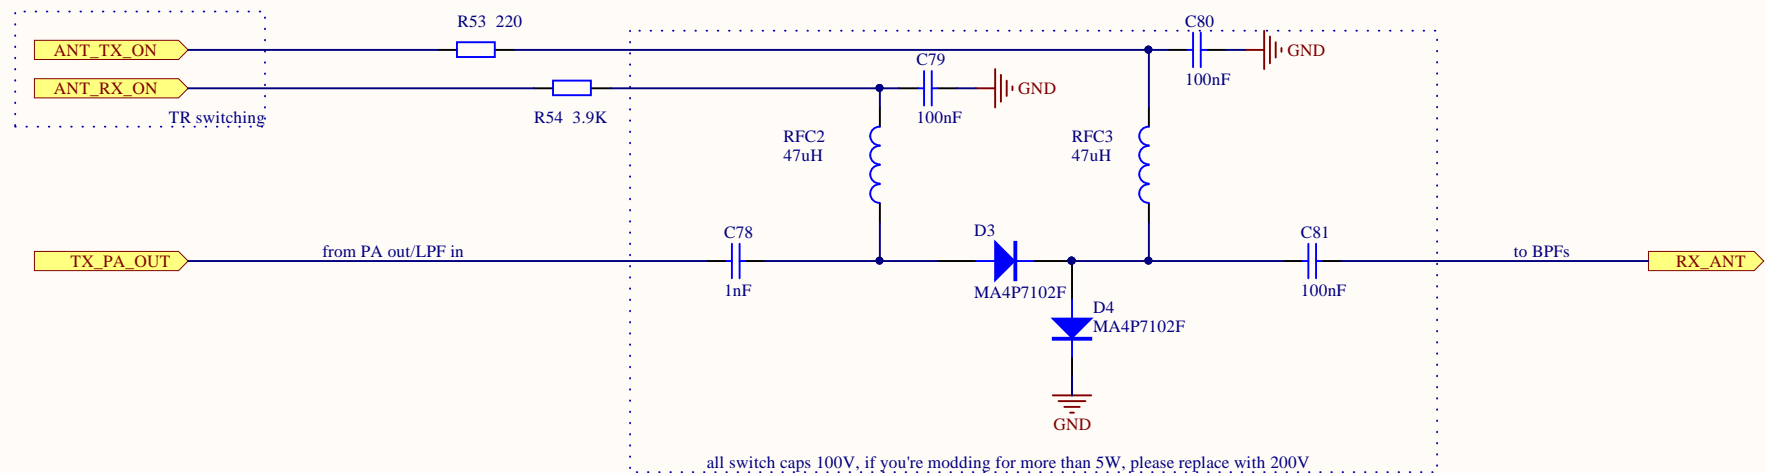 R53 220
C80
ANT_TX_ON
GND
C79
100nF
ANT_RX_ON
GND
TR switching
R54 3.9K
100nF
RFC2
47uH
RFC3
47uH
C78
D3
C81
from PA out/LPF in
to BPFs
TX_PA_OUT
RX_ANT
1nF
MA4P7102F
100nF
D4
MA4P7102F
GND
all switch caps 100V, if you're modding for more than 5W, please replace with 200V